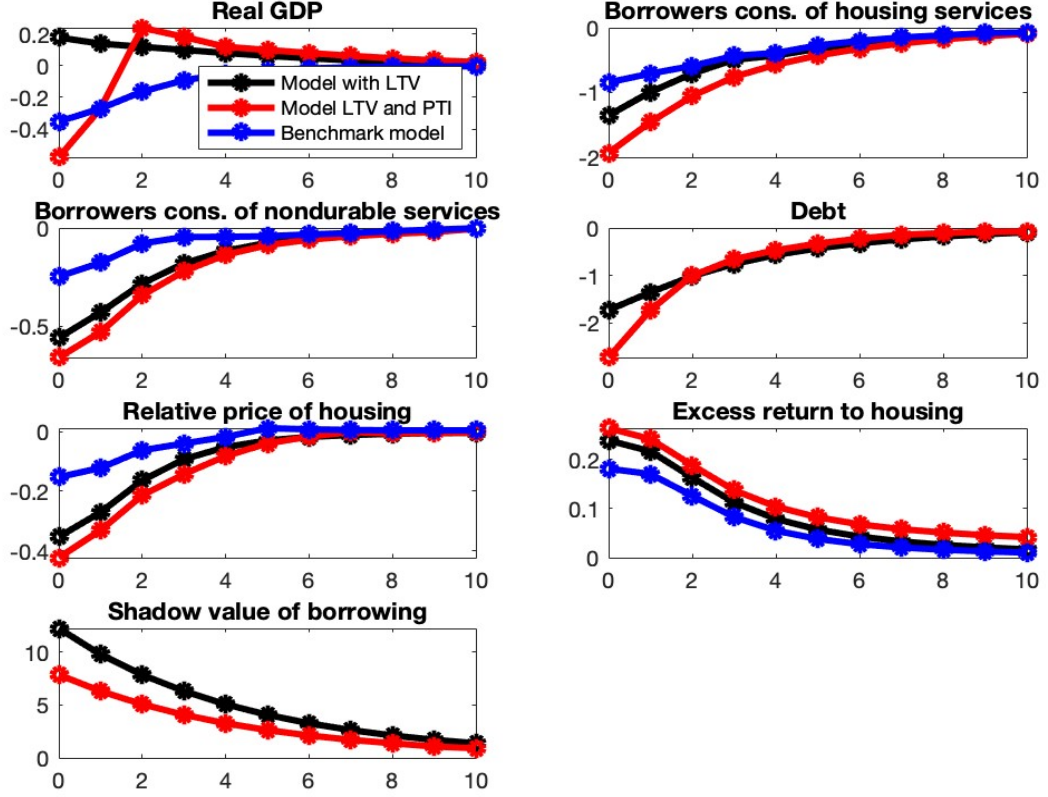 Real GDP
0.2
0
-0.2
-0.4
0 2 4 6 8 10
Model with LTV
Model LTV and PTI
Benchmark model
Borrowers cons. of housing services
0
-1
-2
0 2 4 6 8 10
Borrowers cons. of nondurable services
0
-0.5
0 2 4 6 8 10
Debt
0
-1
-2
0 2 4 6 8 10
Relative price of housing
0
-0.2
-0.4
0 2 4 6 8 10
Excess return to housing
0.2
0.1
0
0 2 4 6 8 10
Shadow value of borrowing
10
5
0
0 2 4 6 8 10